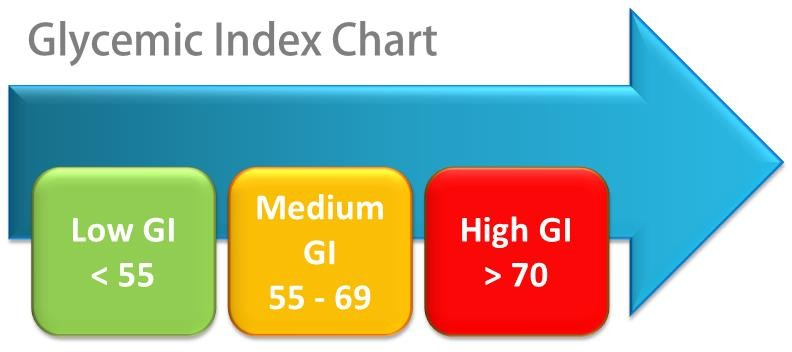 Glycemic Index Chart
Low GI
< 55
Medium
GI
55 - 69
High GI
> 70